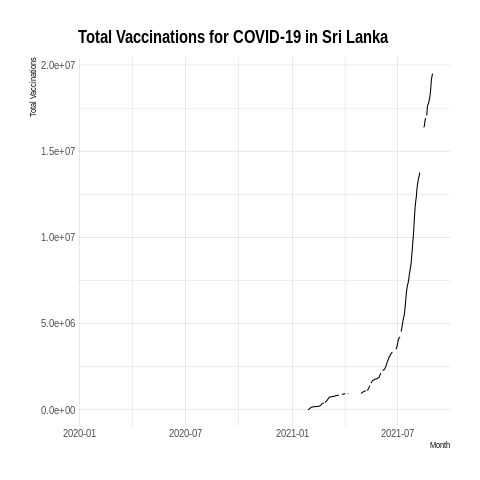 Total Vaccinations for COVID-19 in Sri Lanka
Total Vaccinations
2.0e+07
1.5e+07
1.0e+07
5.0e+06
0.0e+00
2020-01 2020-07 2021-01 2021-07
Month